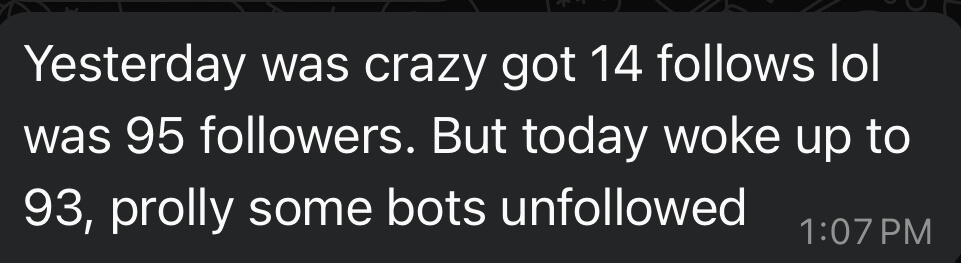 Yesterday was crazy got 14 follows lol
was 95 followers. But today woke up to
93, prolly some bots unfollowed
1:07 PM